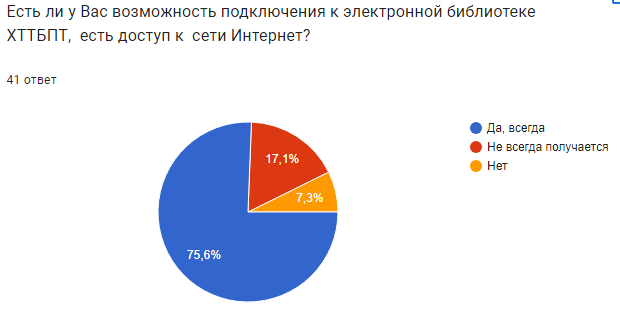 Есть ли у Вас возможность подключения к электронной библиотеке
ХТТБПТ,  есть доступ к  сети Интернет?
41 ответ
Да, всегда
Не всегда получается
Нет
17,1%
7,3%
75,6%